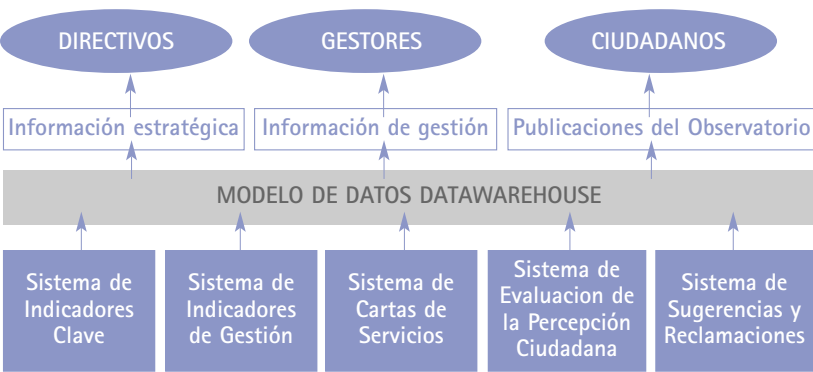 DIRECTIVOS
GESTORES
CIUDADANOS
Información estratégica
Información de gestión
Publicaciones del Observatorio
MODELO DE DATOS DATAWAREHOUSE
Sistema de
Indicadores
Clave
Sistema de
Indicadores
de Gestión
Sistema de
Cartas de
Servicios
Sistema de
Evaluacion de
la Percepción
Ciudadana
Sistema de
Sugerencias y
Reclamaciones